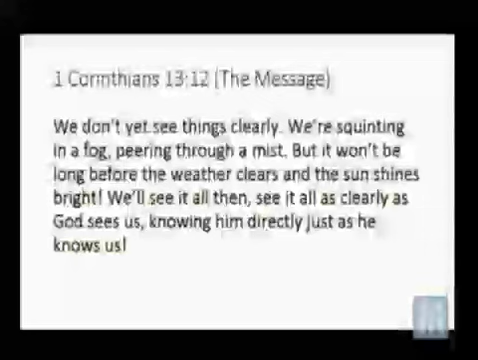 1 Corinthians 13:12 (The Message)
We don't yet see things clearly. We're squinting
in a fog, peering through a mist. But it won't be
long before the weather clears and the sun shines
bright! We'll see it all then, see it all as clearly as
God sees us, knowing him directly just as he
knows us!